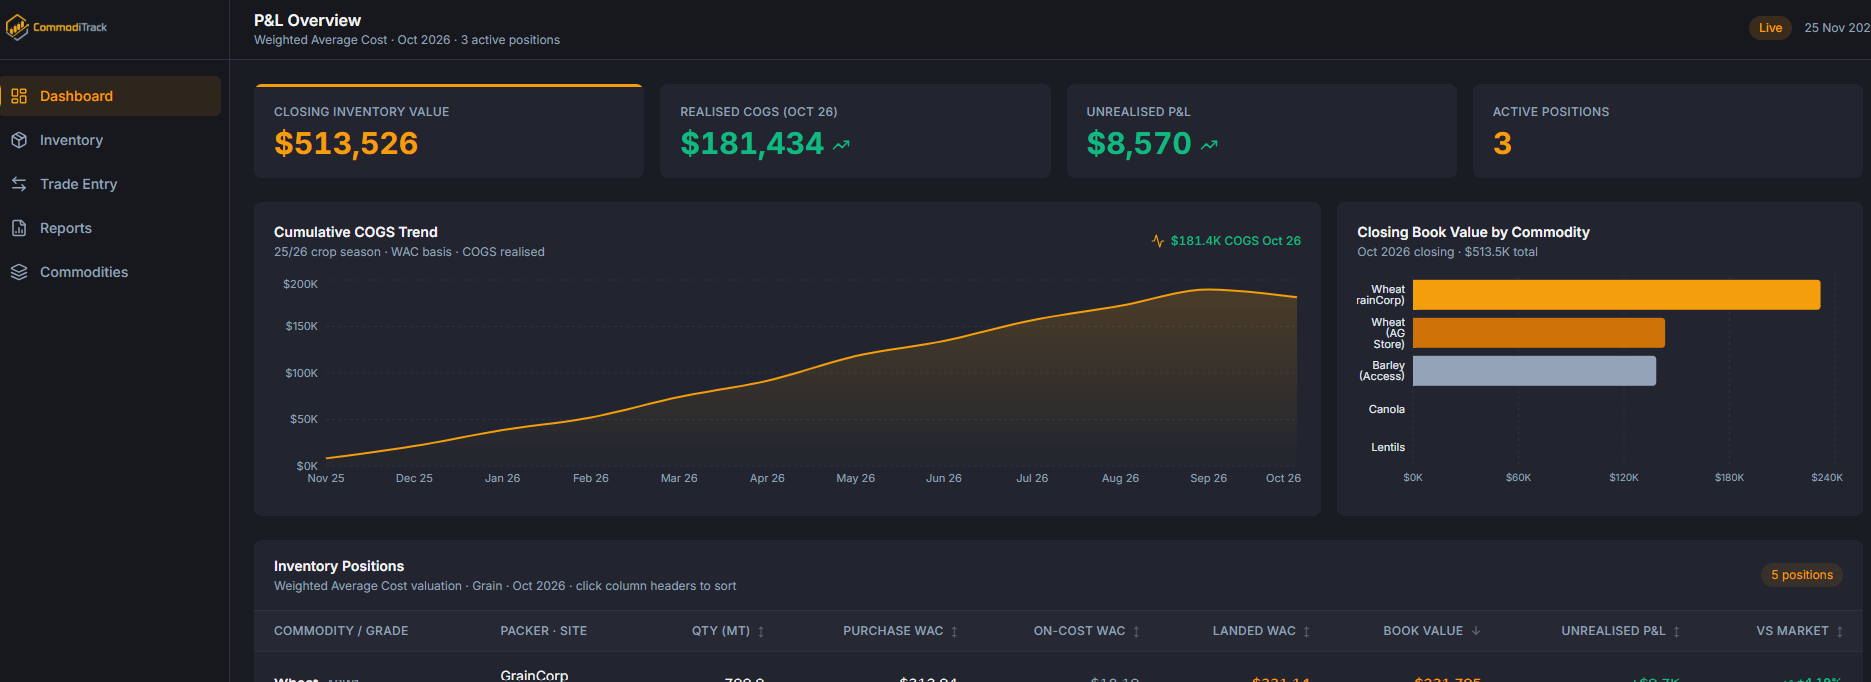 CommodiTrack
P&L Overview
Weighted Average Cost · Oct 2026 · 3 active positions
Live
25 Nov 202
Dashboard
Inventory
Trade Entry
Reports
Commodities
CLOSING INVENTORY VALUE
$513,526
REALISED COGS (OCT 26)
$181,434
UNREALISED P&L
$8,570
ACTIVE POSITIONS
3
Cumulative COGS Trend
25/26 crop season · WAC basis · COGS realised
$181.4K COGS Oct 26
$200K
$150K
$100K
$50K
$0K
Nov 25 Dec 25 Jan 26 Feb 26 Mar 26 Apr 26 May 26 Jun 26 Jul 26 Aug 26 Sep 26 Oct 26
Closing Book Value by Commodity
Oct 2026 closing · $513.5K total
Wheat
rainCorp)
Wheat
(AG
Store)
Barley
(Access)
Canola
Lentils
$0K $60K $120K $180K $240K
Inventory Positions
Weighted Average Cost valuation · Grain · Oct 2026 · click column headers to sort
5 positions
COMMODITY / GRADE PACKER · SITE QTY (MT) PURCHASE WAC ON-COST WAC LANDED WAC BOOK VALUE UNREALISED P&L VS MARKET
Wheat GrainCorp